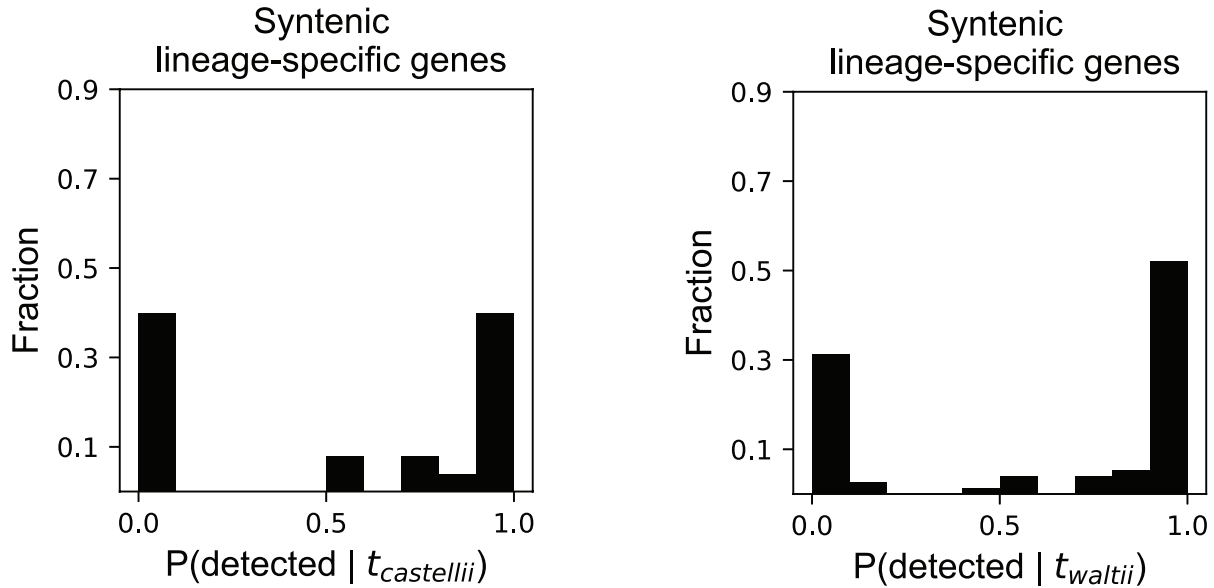 Syntenic
lineage-specific genes
0.9
0.7
0.5
0.3
0.1
Fraction
0.0 0.5 1.0
P(detected | t_castellii)
Syntenic
lineage-specific genes
0.9
0.7
0.5
0.3
0.1
Fraction
0.0 0.5 1.0
P(detected | t_waltii)